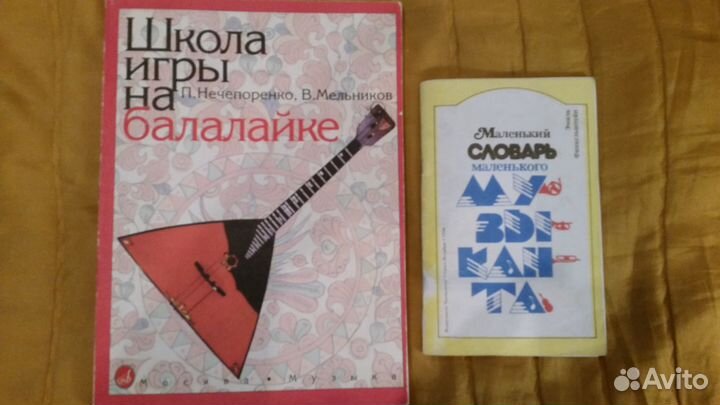 Школа
игры
на
П.Нечепоренко, В.Мельников
балалайке
Москва • Музыка
Маленький
СЛОВАРЬ
маленького
МУ
ЗЫ
КАН
ТА
Avito